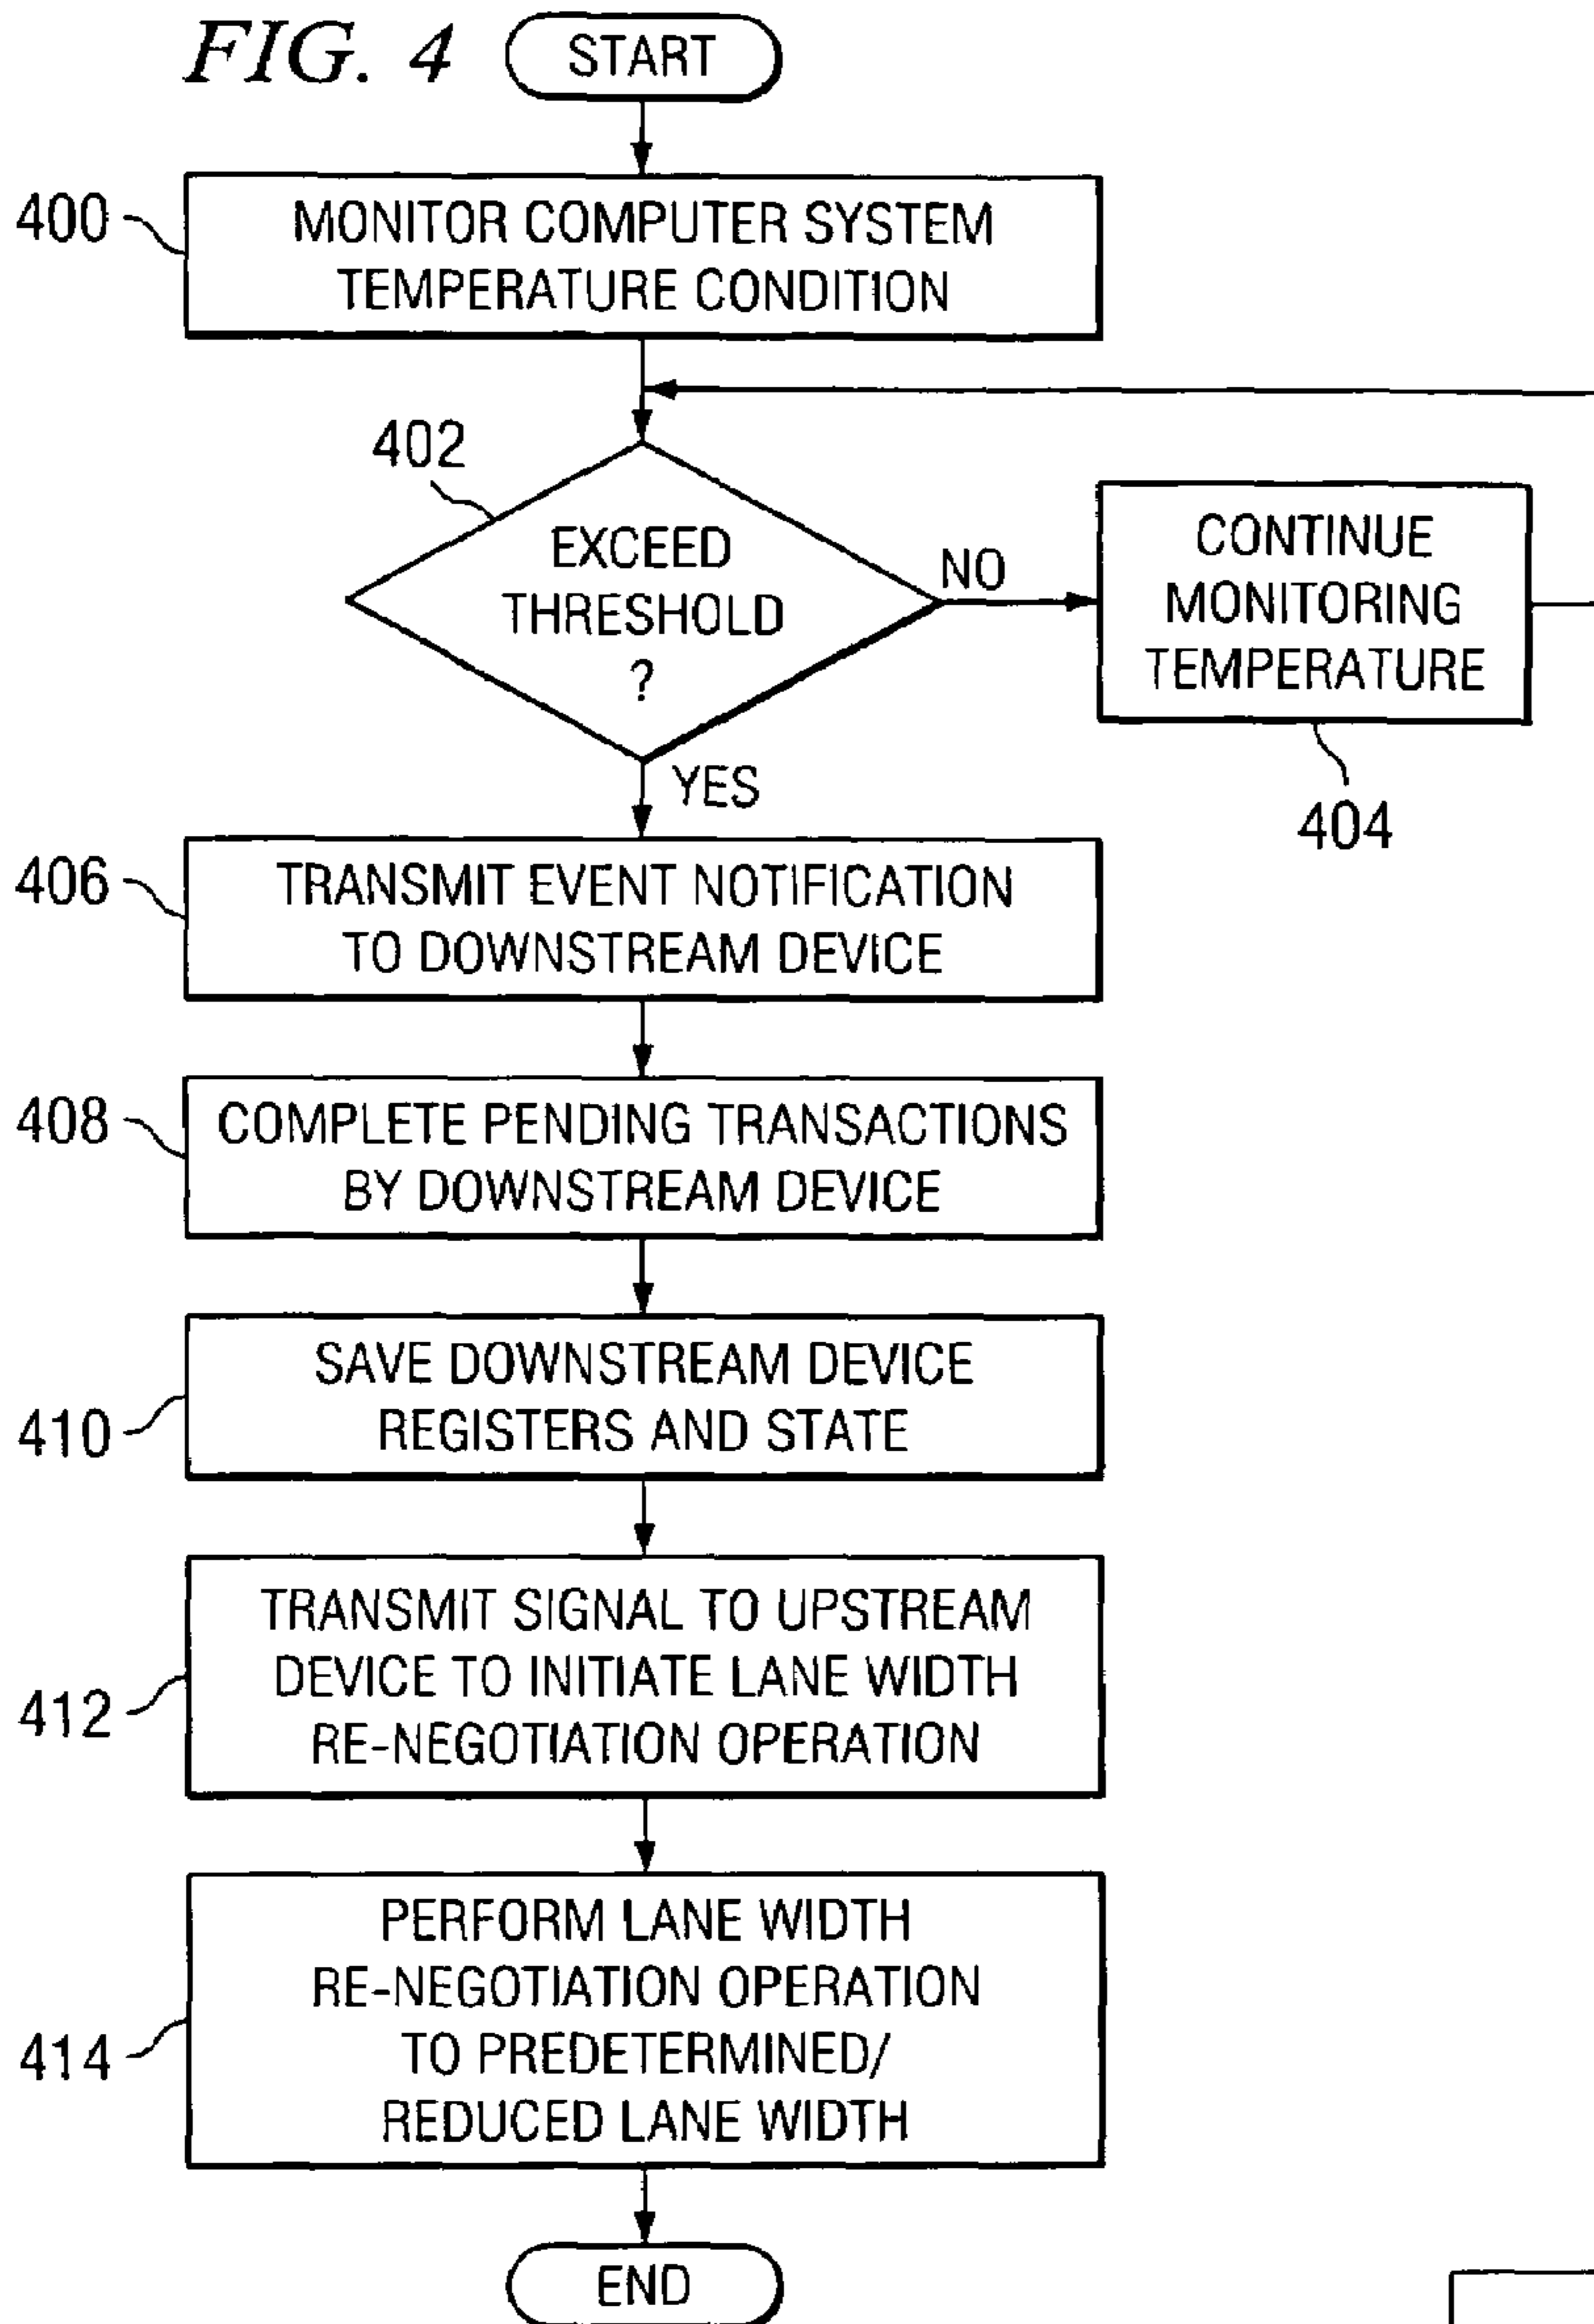 FIG. 4
START
400
MONITOR COMPUTER SYSTEM
TEMPERATURE CONDITION
402
EXCEED
THRESHOLD
?
NO
CONTINUE
MONITORING
TEMPERATURE
404
YES
406
TRANSMIT EVENT NOTIFICATION
TO DOWNSTREAM DEVICE
408
COMPLETE PENDING TRANSACTIONS
BY DOWNSTREAM DEVICE
410
SAVE DOWNSTREAM DEVICE
REGISTERS AND STATE
412
TRANSMIT SIGNAL TO UPSTREAM
DEVICE TO INITIATE LANE WIDTH
RE-NEGOTIATION OPERATION
414
PERFORM LANE WIDTH
RE-NEGOTIATION OPERATION
TO PREDETERMINED/
REDUCED LANE WIDTH
END